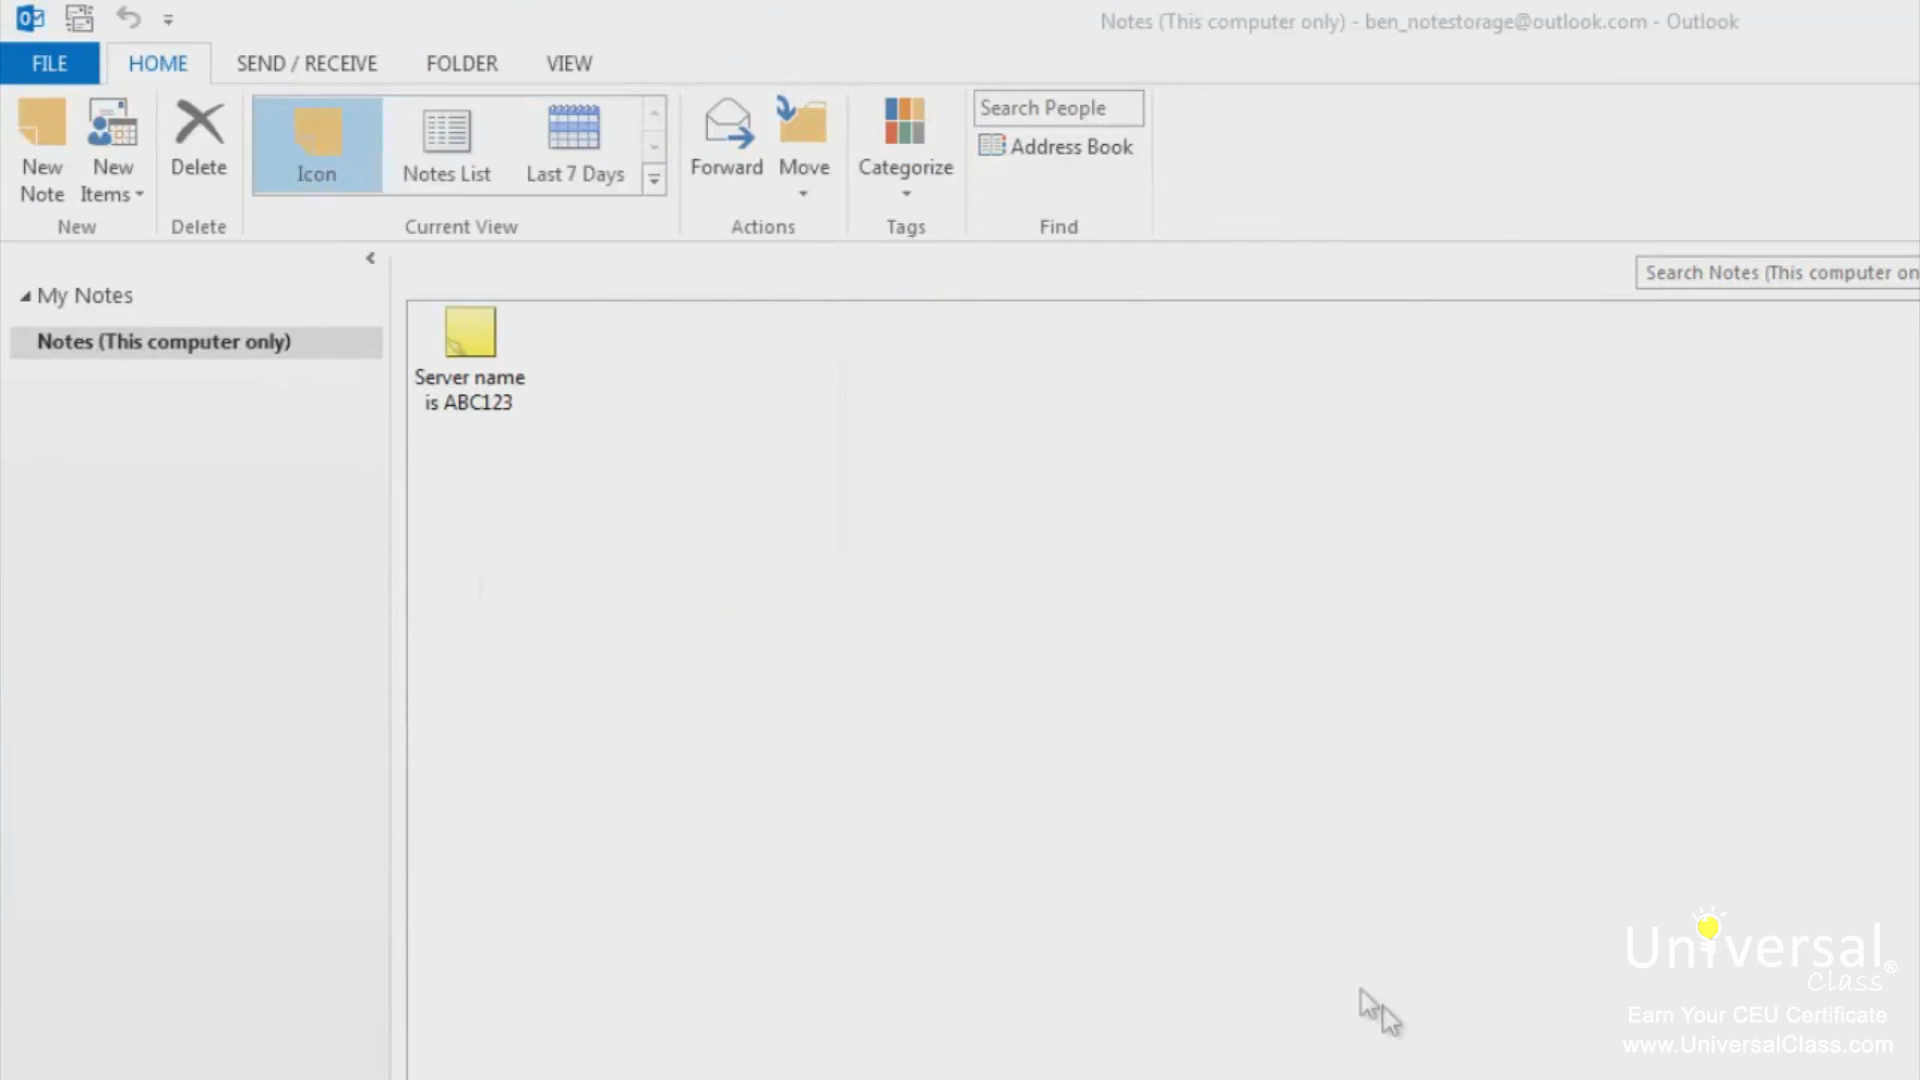 Notes (This computer only) - ben_notestorage@outlook.com - Outlook
FILE
HOME
SEND / RECEIVE
FOLDER
VIEW
New
Note
New
Items
New
Delete
Delete
Icon
Notes List
Last 7 Days
Current View
Forward
Move
Actions
Categorize
Tags
Search People
Address Book
Find
My Notes
Notes (This computer only)
Search Notes (This computer on
Server name
is ABC123
Universal®
Class
Earn Your CEU Certificate
www.UniversalClass.com